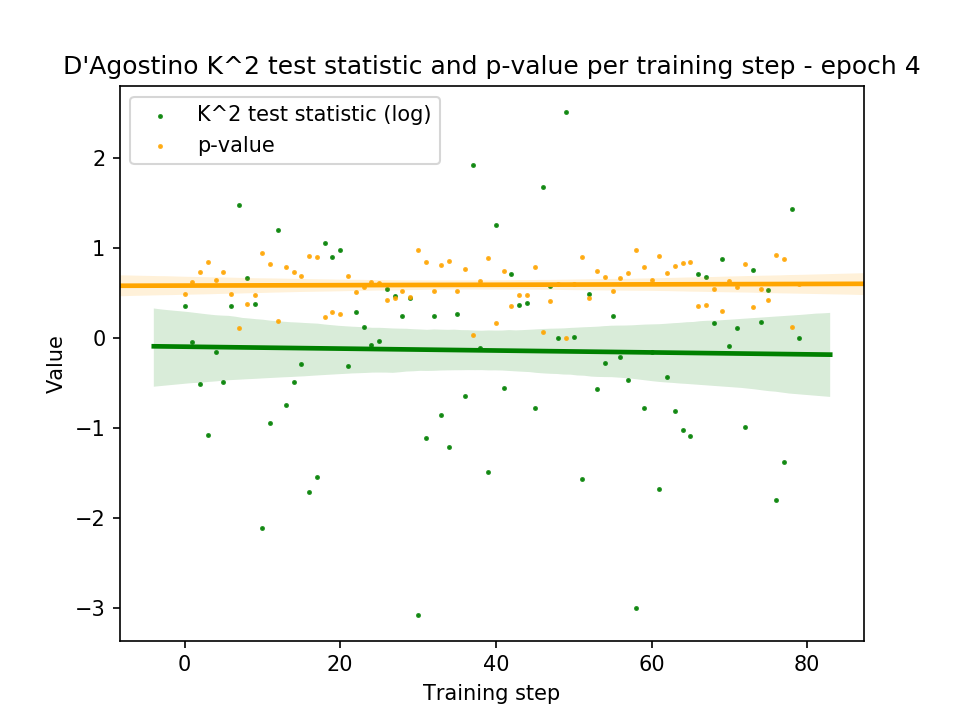 D'Agostino K^2 test statistic and p-value per training step - epoch 4
K^2 test statistic (log)
p-value
Value
2
1
0
−1
−2
−3
0 20 40 60 80
Training step